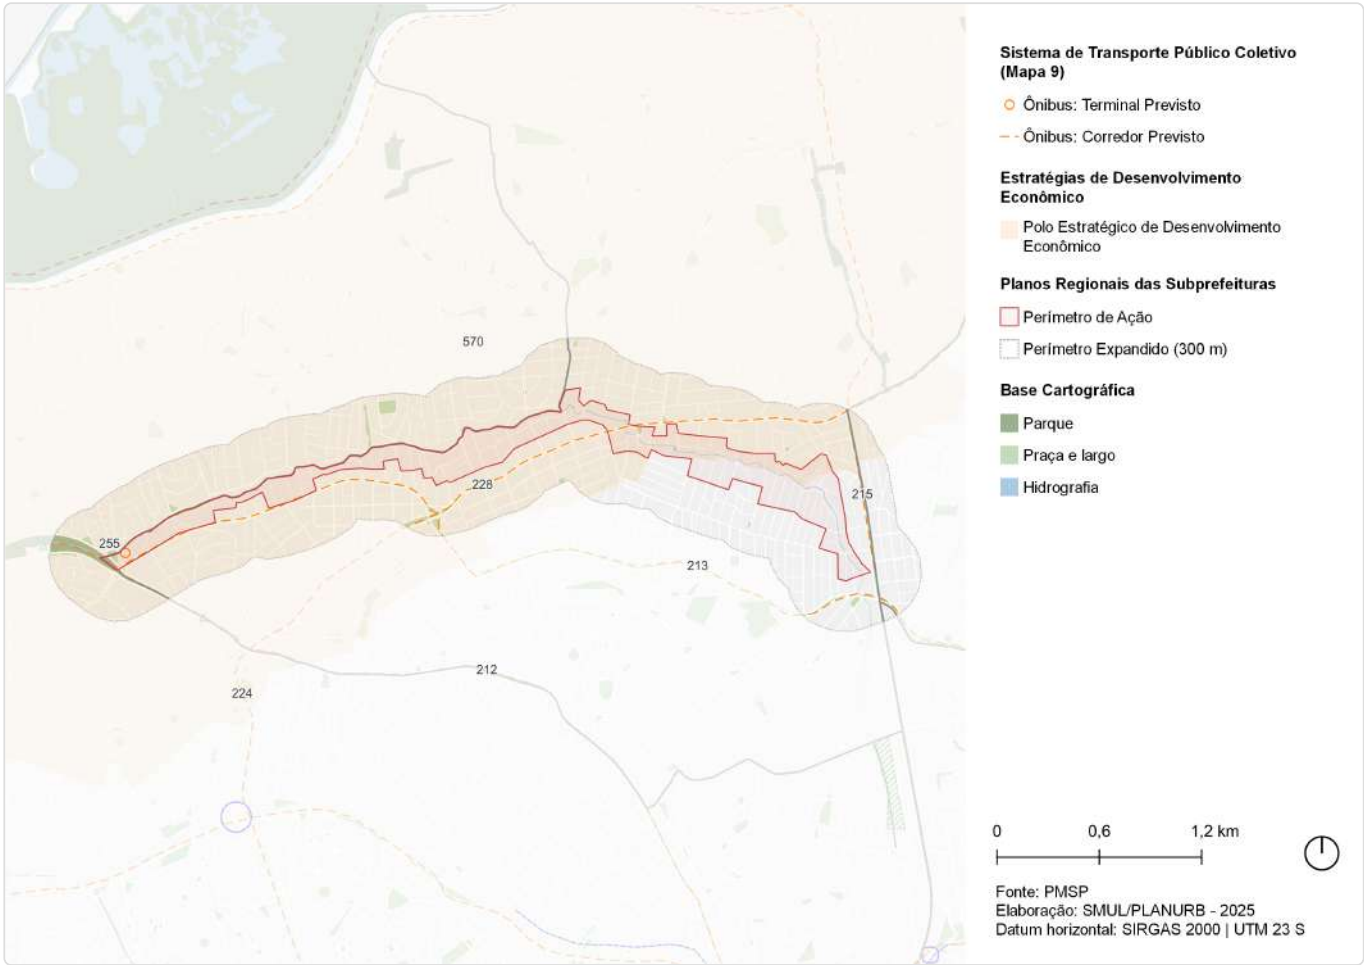 Sistema de Transporte Público Coletivo
(Mapa 9)
Ônibus: Terminal Previsto
Ônibus: Corredor Previsto
Estratégias de Desenvolvimento
Econômico
Polo Estratégico de Desenvolvimento
Econômico
Planos Regionais das Subprefeituras
Perímetro de Ação
Perímetro Expandido (300 m)
Base Cartográfica
Parque
Praça e largo
Hidrografia
570
228
215
255
213
212
224
0 0,6 1,2 km
Fonte: PMSP
Elaboração: SMUL/PLANURB - 2025
Datum horizontal: SIRGAS 2000 | UTM 23 S